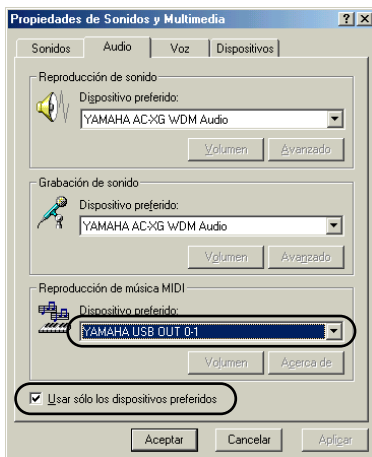 Propiedades de Sonidos y Multimedia
Sonidos Audio Voz Dispositivos
Reproducción de sonido
Dispositivo preferido:
YAMAHA AC-XG WDM Audio
Volumen Avanzado
Grabación de sonido
Dispositivo preferido:
YAMAHA AC-XG WDM Audio
Volumen Avanzado
Reproducción de música MIDI
Dispositivo preferido:
YAMAHA USB OUT 0-1
Volumen Acerca de
Usar sólo los dispositivos preferidos
Aceptar Cancelar Aplicar